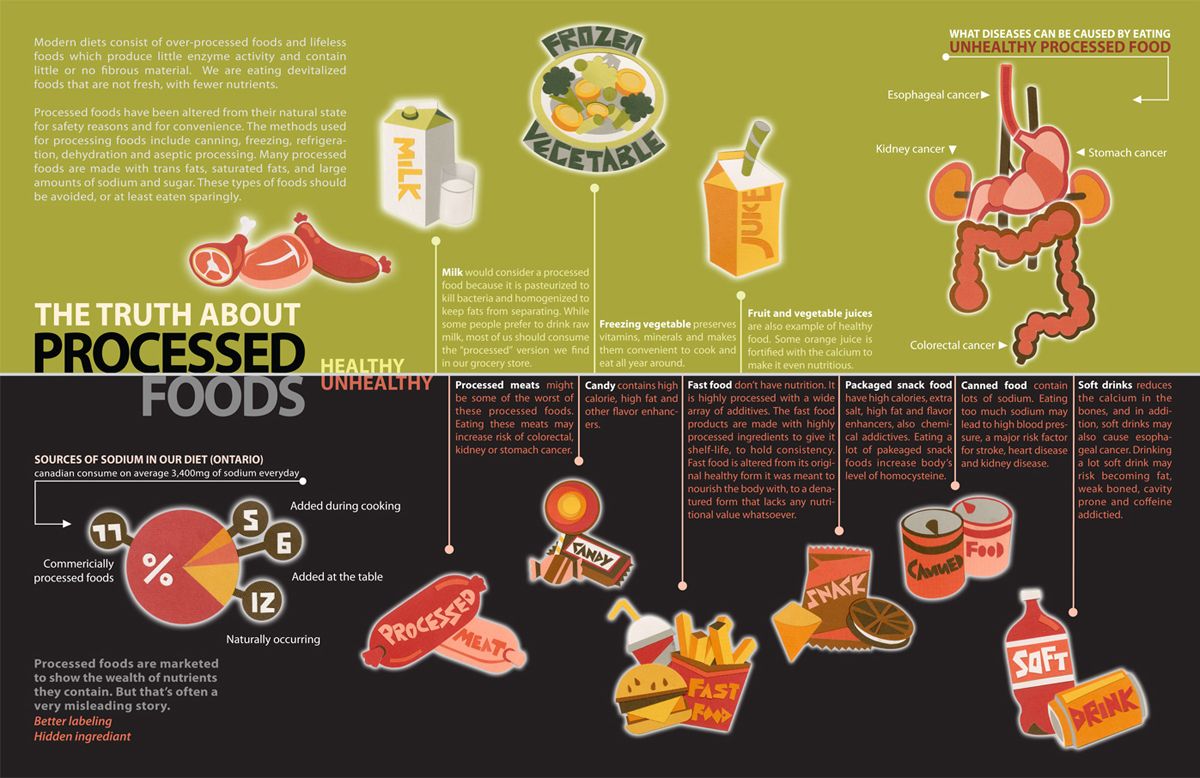 Modern diets consist of over-processed foods and lifeless
foods which produce little enzyme activity and contain
little or no fibrous material. We are eating devitalized
foods that are not fresh, with fewer nutrients.
Processed foods have been altered from their natural state
for safety reasons and for convenience. The methods used
for processing foods include canning, freezing, refrigera-
tion, dehydration and aseptic processing. Many processed
foods are made with trans fats, saturated fats, and large
amounts of sodium and sugar. These types of foods should
be avoided, or at least eaten sparingly.
MILK
FROZEN
VEGETABLE
JUICE
WHAT DISEASES CAN BE CAUSED BY EATING
UNHEALTHY PROCESSED FOOD
Esophageal cancer
Kidney cancer
Stomach cancer
Colorectal cancer
THE TRUTH ABOUT
PROCESSED
FOODS
HEALTHY
UNHEALTHY
Milk would consider a processed
food because it is pasteurized to
kill bacteria and homogenized to
keep fats from separating. While
some people prefer to drink raw
milk, most of us should consume
the "processed" version we find
in our grocery store.
Freezing vegetable preserves
vitamins, minerals and makes
them convenient to cook and
eat all year around.
Fruit and vegetable juices
are also example of healthy
food. Some orange juice is
fortified with the calcium to
make it even nutritious.
Processed meats might
be some of the worst of
these processed foods.
Eating these meats may
increase risk of colorectal,
kidney or stomach cancer.
Candy contains high
calorie, high fat and
other flavor enhanc-
ers.
Fast food don't have nutrition. It
is highly processed with a wide
array of additives. The fast food
products are made with highly
processed ingredients to give it
shelf-life, to hold consistency.
Fast food is altered from its origi-
nal healthy form it was meant to
nourish the body with, to a dena-
tured form that lacks any nutri-
tional value whatsoever.
Packaged snack food
have high calories, extra
salt, high fat and flavor
enhancers, also chemi-
cal addictives. Eating a
lot of pakeaged snack
foods increase body's
level of homocysteine.
Canned food contain
lots of sodium. Eating
too much sodium may
lead to high blood pres-
sure, a major risk factor
for stroke, heart disease
and kidney disease.
Soft drinks reduces
the calcium in the
bones, and in addi-
tion, soft drinks may
also cause esopha-
geal cancer. Drinking
a lot soft drink may
risk becoming fat,
weak boned, cavity
prone and coffeine
addictied.
SOURCES OF SODIUM IN OUR DIET (ONTARIO)
canadian consume on average 3,400mg of sodium everyday
77
Commericially
processed foods
%
5
Added during cooking
6
Added at the table
12
Naturally occurring
Processed foods are marketed
to show the wealth of nutrients
they contain. But that's often a
very misleading story.
Better labeling
Hidden ingrediant
PROCESSED
MEAT
CANDY
FAST
FOOD
SNACK
CANNED
FOOD
SOFT
DRINK